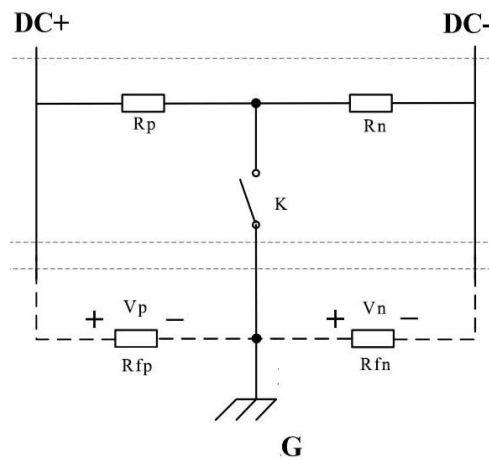 DC+ DC-
Rp Rn
K
+ Vp − + Vn −
Rfp Rfn
G